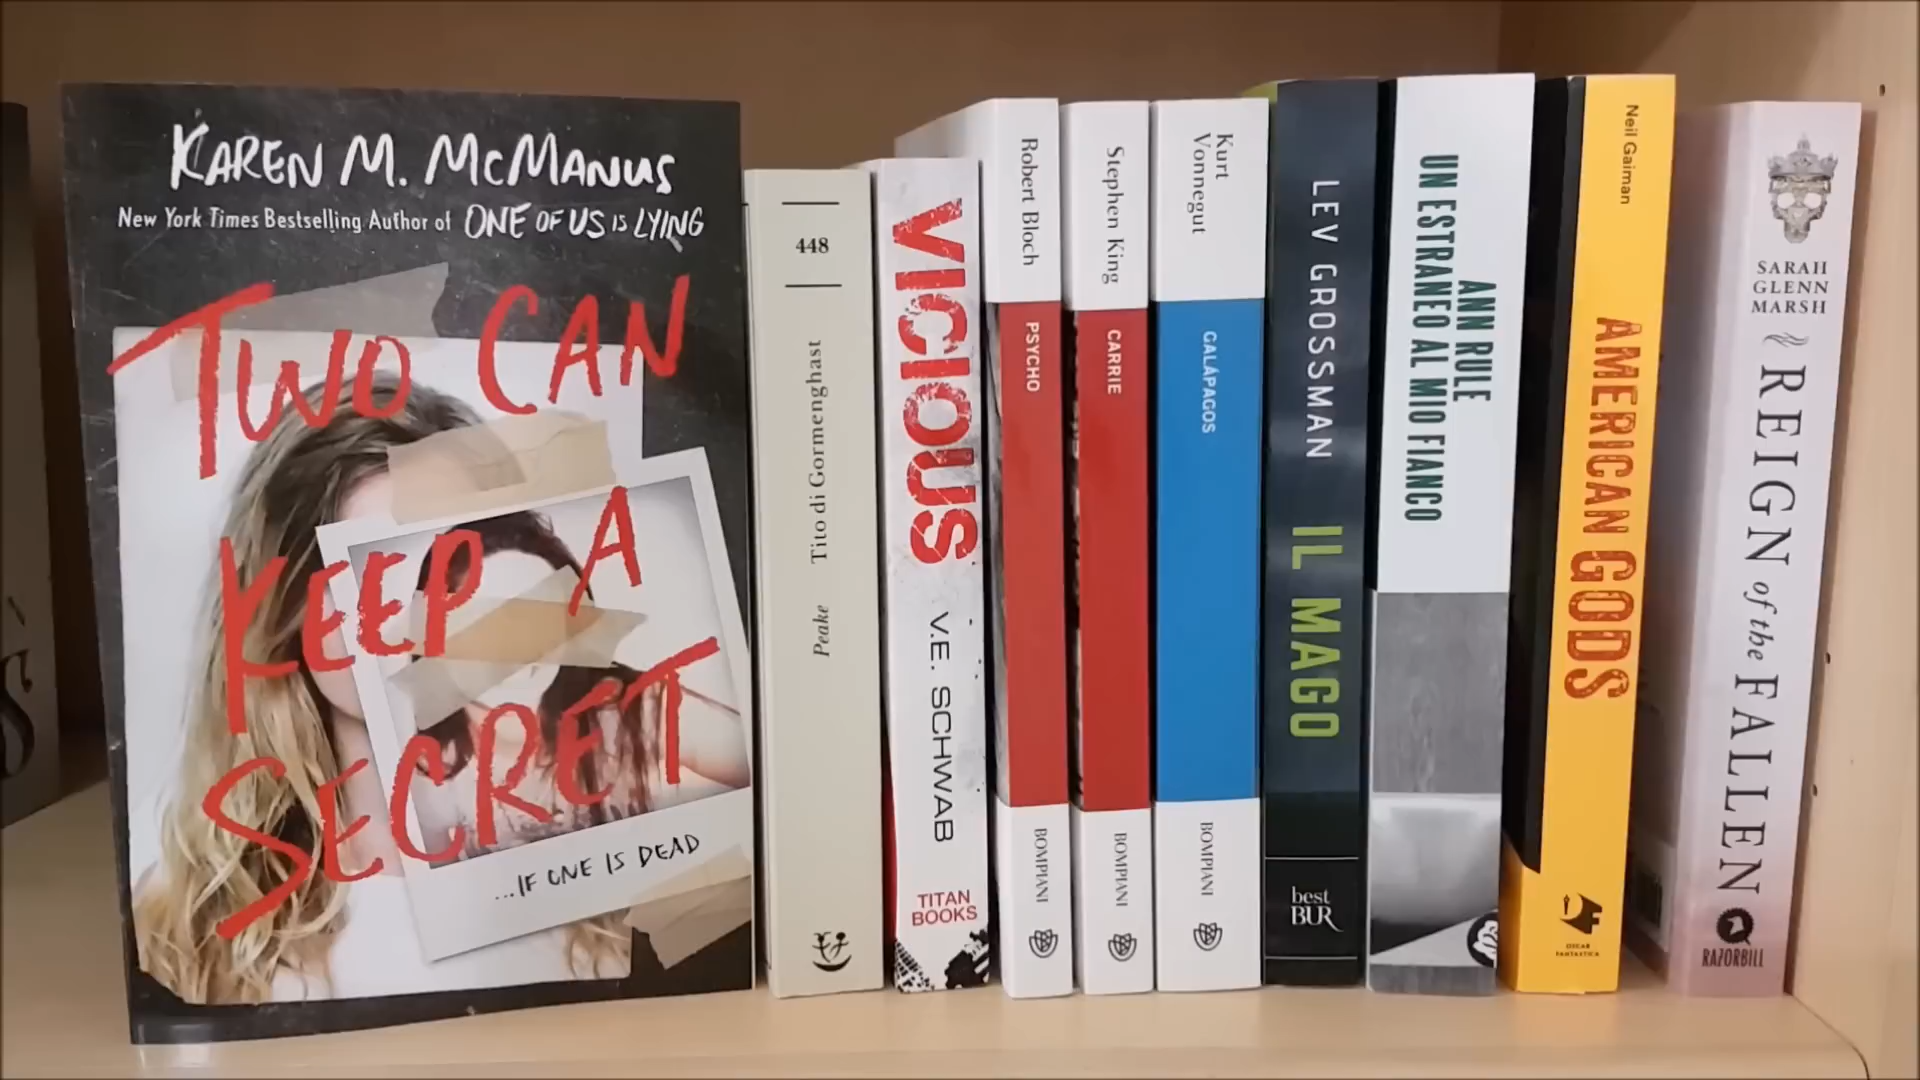 KAREN M. MCMANUS
New York Times Bestselling Author of ONE OF US IS LYING
TWO CAN
KEEP A
SECRET
...IF ONE IS DEAD
448
Peake Tito di Gormenghast
VICIOUS
V.E. SCHWAB
TITAN
BOOKS
Robert Bloch
PSYCHO
BOMPIANI
Stephen King
CARRIE
BOMPIANI
Kurt
Vonnegut
GALÁPAGOS
BOMPIANI
LEV GROSSMAN
IL MAGO
best
BUR
ANN RULE
UN ESTRANEO AL MIO FIANCO
Neil Gaiman
AMERICAN GODS
OSCAR
FANTASTICA
SARAH
GLENN
MARSH
REIGN of the FALLEN
RAZORBILL